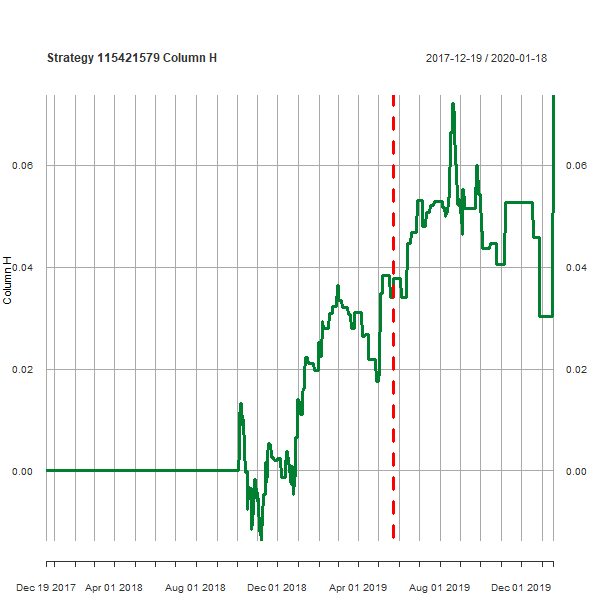 Strategy 115421579 Column H
2017-12-19 / 2020-01-18
0.06
0.06
0.04
0.04
Column H
0.02
0.02
0.00
0.00
Dec 19 2017
Apr 01 2018
Aug 01 2018
Dec 01 2018
Apr 01 2019
Aug 01 2019
Dec 01 2019